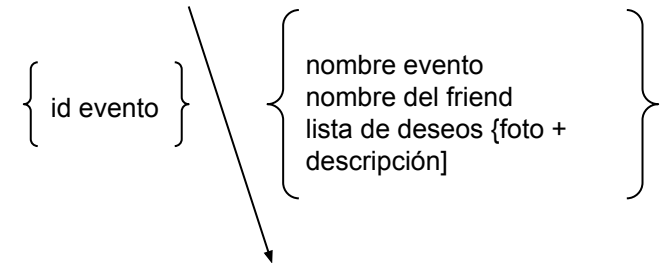 { id evento }
nombre evento
nombre del friend
lista de deseos {foto +
descripción]